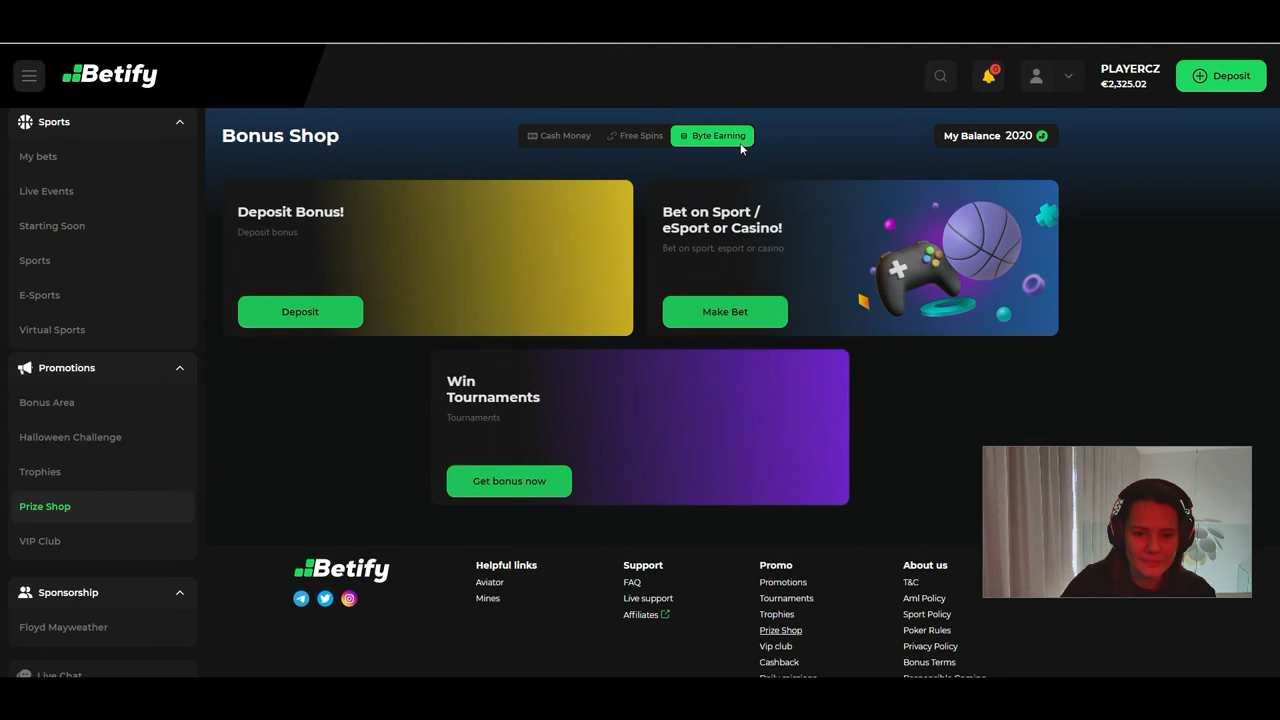 Betify
PLAYERCZ
€2,325.02
Deposit
Sports
My bets
Live Events
Starting Soon
Sports
E-Sports
Virtual Sports
Promotions
Bonus Area
Halloween Challenge
Trophies
Prize Shop
VIP Club
Sponsorship
Floyd Mayweather
Live Chat
Bonus Shop
Cash Money
Free Spins
Byte Earning
My Balance 2020
Deposit Bonus!
Deposit bonus
Deposit
Bet on Sport /
eSport or Casino!
Bet on sport, esport or casino
Make Bet
Win
Tournaments
Tournaments
Get bonus now
Betify
Helpful links
Aviator
Mines
Support
FAQ
Live support
Affiliates
Promo
Promotions
Tournaments
Trophies
Prize Shop
Vip club
Cashback
Daily missions
About us
T&C
Aml Policy
Sport Policy
Poker Rules
Privacy Policy
Bonus Terms
Responsible Gaming